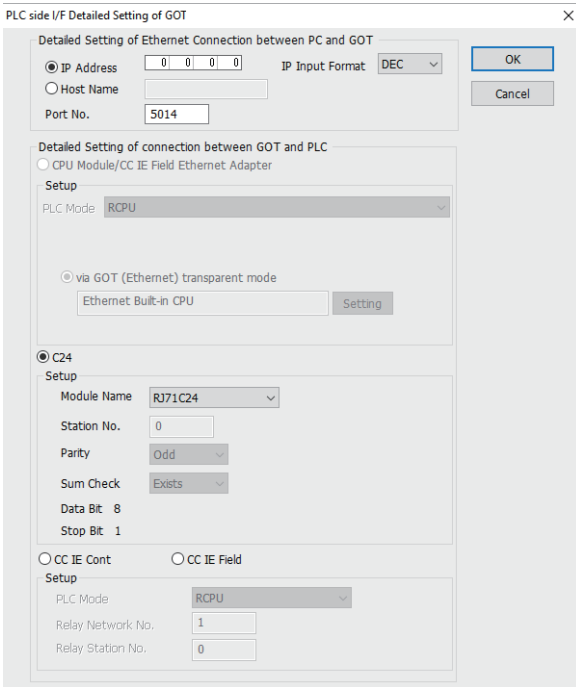 PLC side I/F Detailed Setting of GOT
Detailed Setting of Ethernet Connection between PC and GOT
IP Address 0 0 0 0 IP Input Format DEC
Host Name
Port No. 5014
OK
Cancel
Detailed Setting of connection between GOT and PLC
CPU Module/CC IE Field Ethernet Adapter
Setup
PLC Mode RCPU
via GOT (Ethernet) transparent mode
Ethernet Built-in CPU Setting
C24
Setup
Module Name RJ71C24
Station No. 0
Parity Odd
Sum Check Exists
Data Bit 8
Stop Bit 1
CC IE Cont CC IE Field
Setup
PLC Mode RCPU
Relay Network No. 1
Relay Station No. 0